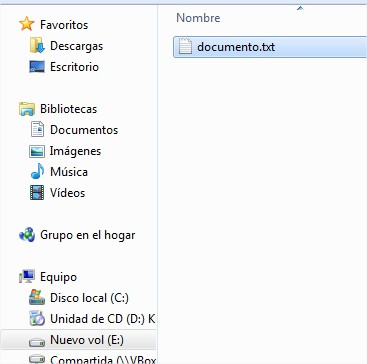 Nombre
documento.txt
Favoritos
Descargas
Escritorio
Bibliotecas
Documentos
Imágenes
Música
Vídeos
Grupo en el hogar
Equipo
Disco local (C:)
Unidad de CD (D:) K
Nuevo vol (E:)
Compartida (\\VBox